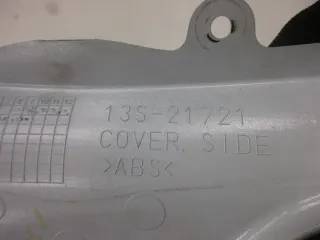 13S-21721
COVER, SIDE
>ABS<